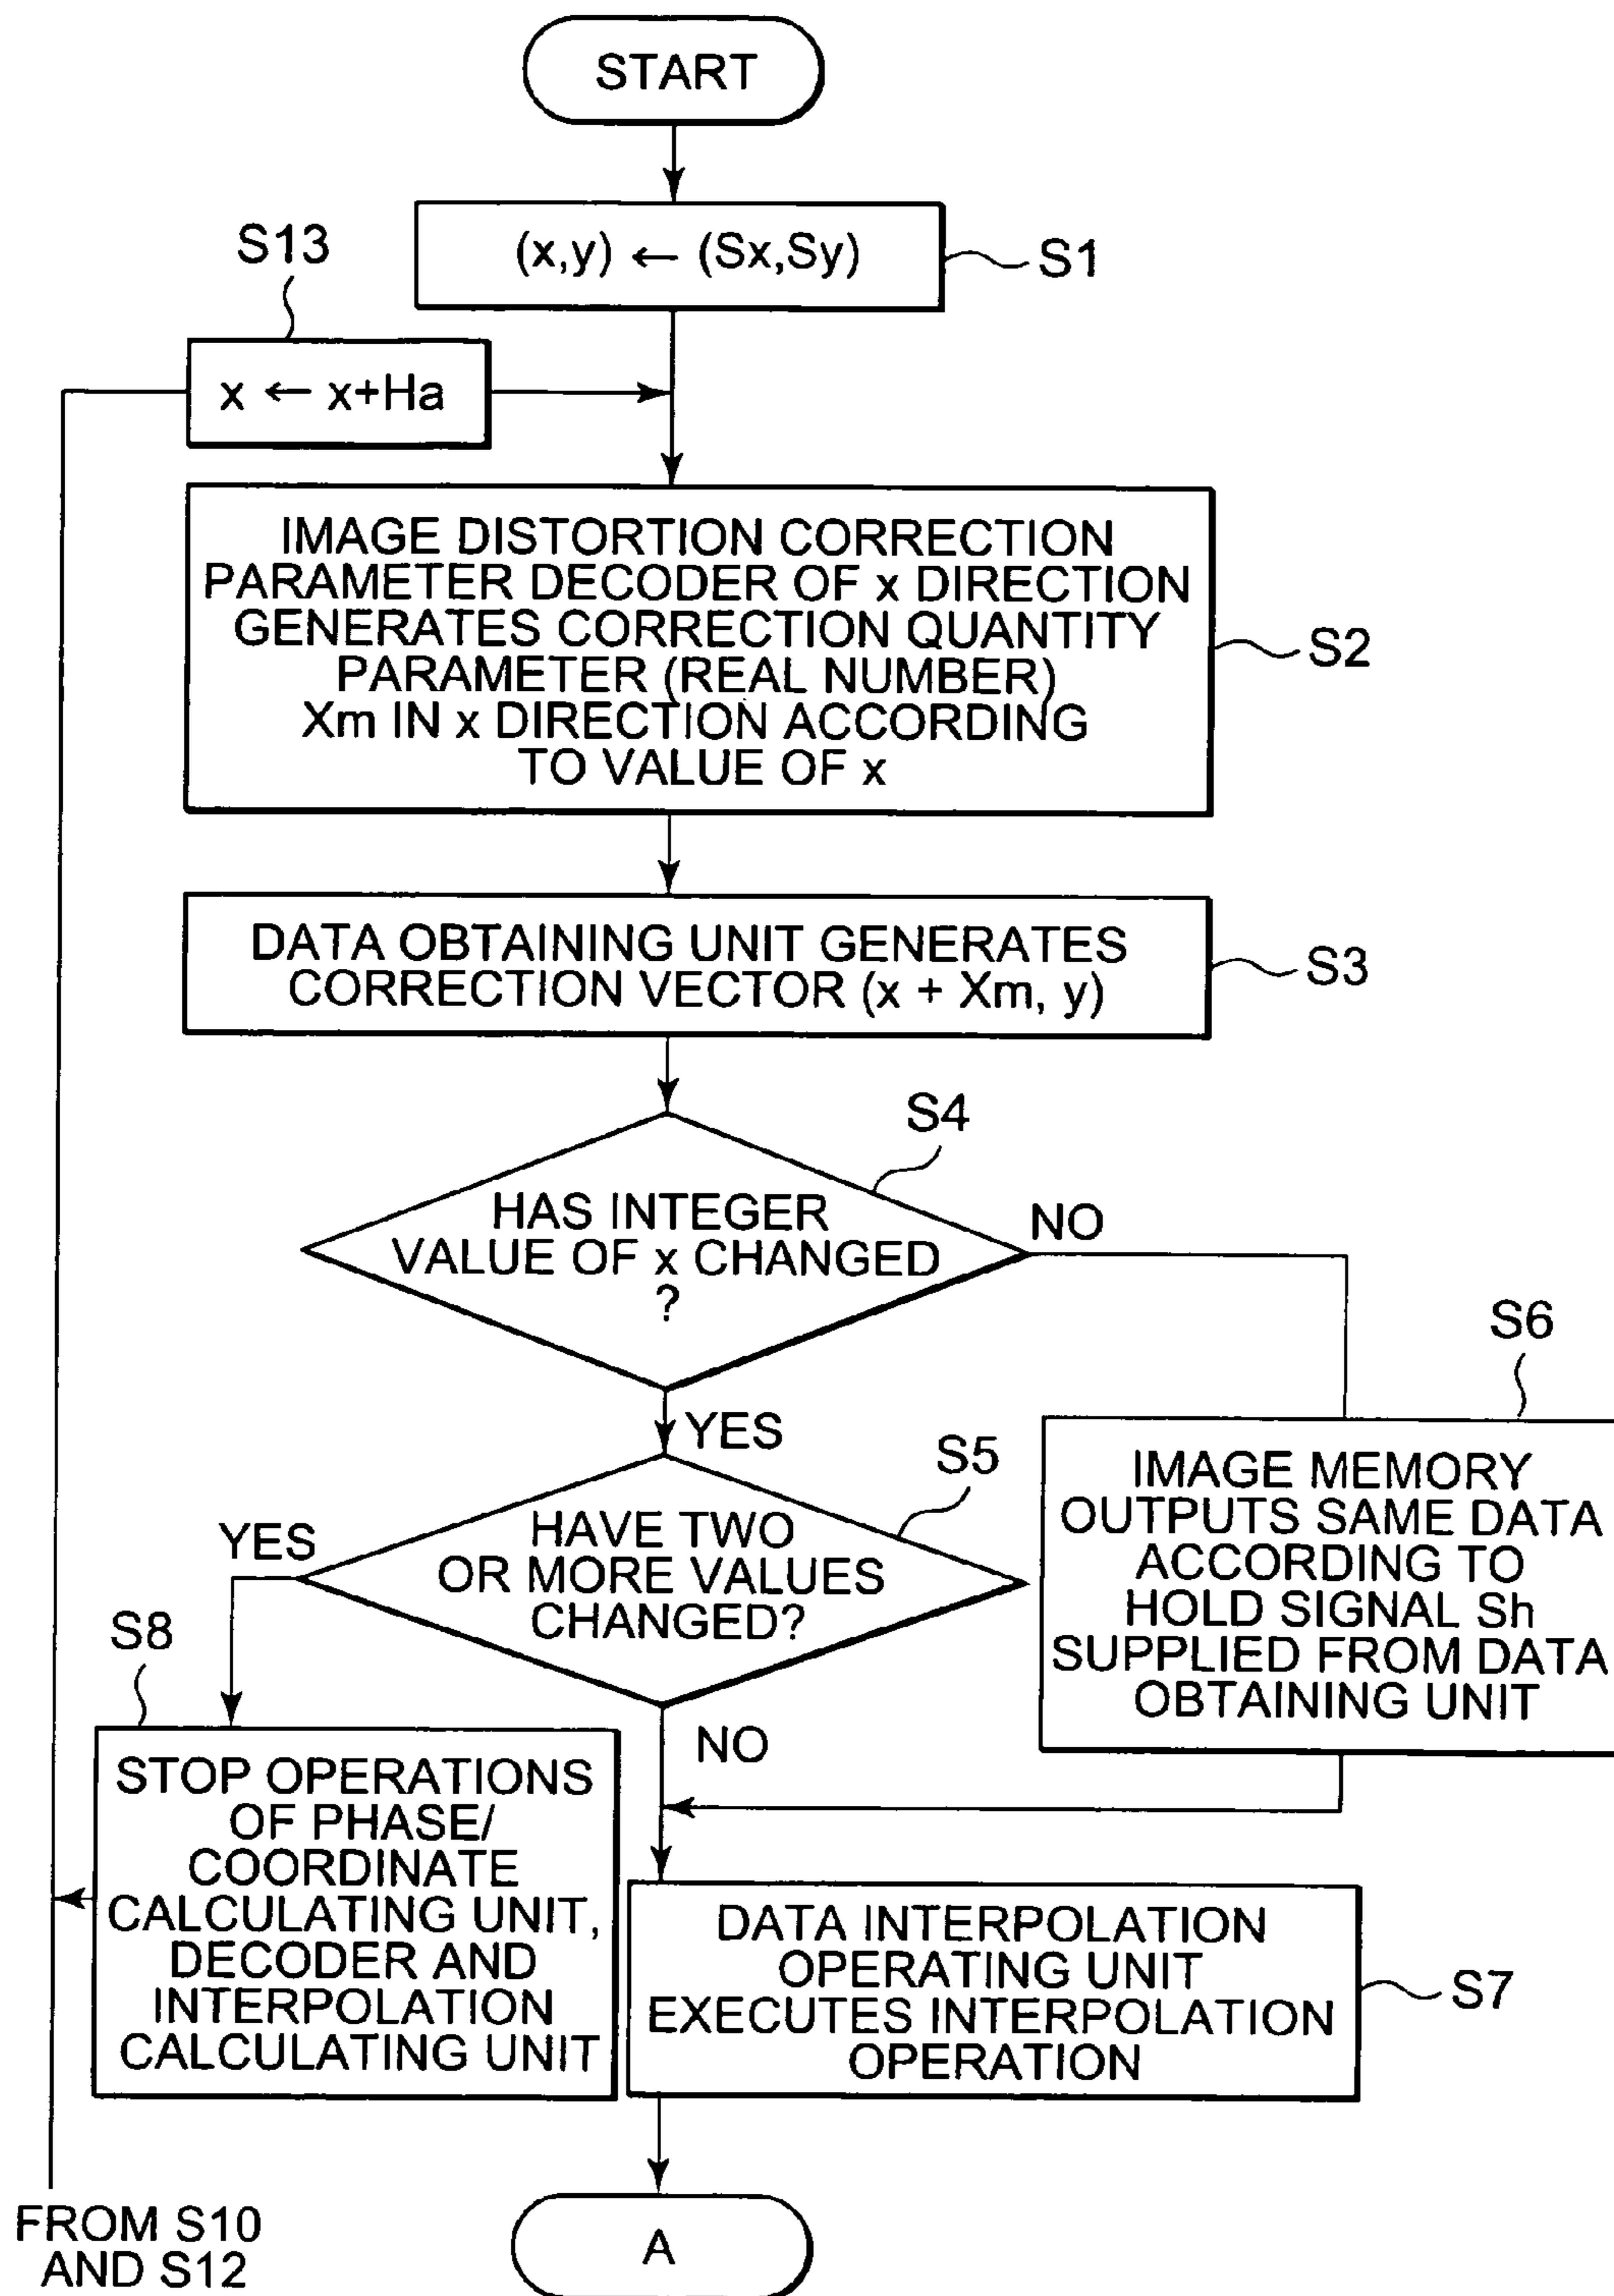 START
(x,y) ← (Sx,Sy)
S1
S13
x ← x+Ha
IMAGE DISTORTION CORRECTION
PARAMETER DECODER OF x DIRECTION
GENERATES CORRECTION QUANTITY
PARAMETER (REAL NUMBER)
Xm IN x DIRECTION ACCORDING
TO VALUE OF x
S2
DATA OBTAINING UNIT GENERATES
CORRECTION VECTOR (x + Xm, y)
S3
S4
HAS INTEGER
VALUE OF x CHANGED
?
NO
YES
S6
IMAGE MEMORY
OUTPUTS SAME DATA
ACCORDING TO
HOLD SIGNAL Sh
SUPPLIED FROM DATA
OBTAINING UNIT
S5
HAVE TWO
OR MORE VALUES
CHANGED?
YES
NO
S8
STOP OPERATIONS
OF PHASE/
COORDINATE
CALCULATING UNIT,
DECODER AND
INTERPOLATION
CALCULATING UNIT
DATA INTERPOLATION
OPERATING UNIT
EXECUTES INTERPOLATION
OPERATION
S7
FROM S10
AND S12
A